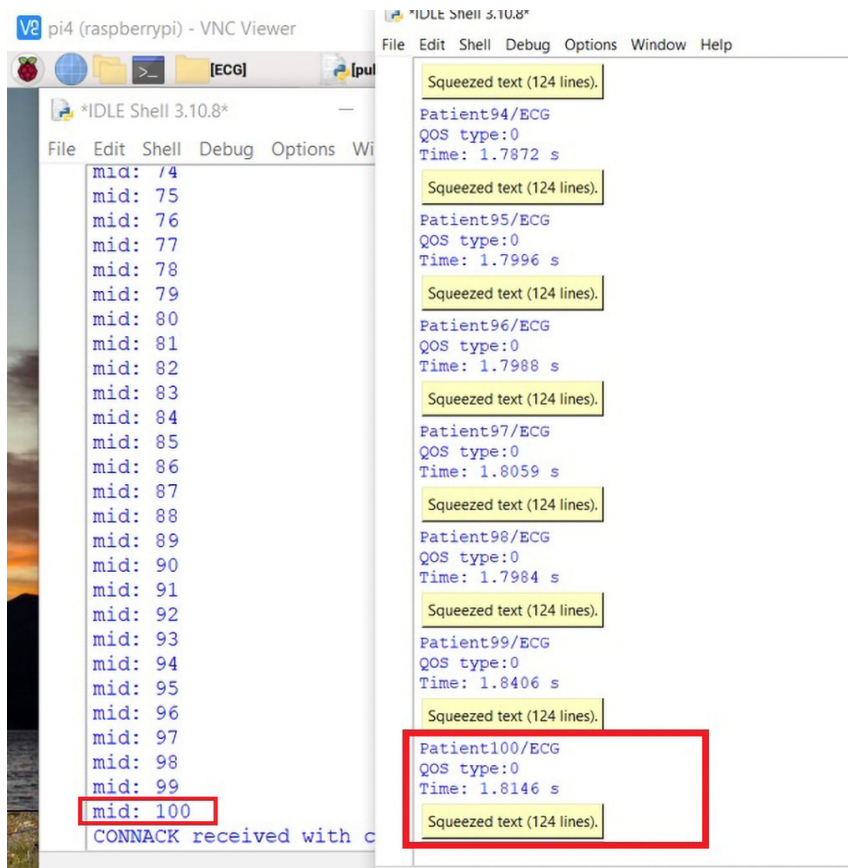 pi4 (raspberrypi) - VNC Viewer
[ECG]
*IDLE Shell 3.10.8*
File Edit Shell Debug Options
mid: 74
mid: 75
mid: 76
mid: 77
mid: 78
mid: 79
mid: 80
mid: 81
mid: 82
mid: 83
mid: 84
mid: 85
mid: 86
mid: 87
mid: 88
mid: 89
mid: 90
mid: 91
mid: 92
mid: 93
mid: 94
mid: 95
mid: 96
mid: 97
mid: 98
mid: 99
mid: 100
CONNACK received with c
*IDLE Shell 3.10.8*
File Edit Shell Debug Options Window Help
Squeezed text (124 lines).
Patient94/ECG
QOS type:0
Time: 1.7872 s
Squeezed text (124 lines).
Patient95/ECG
QOS type:0
Time: 1.7996 s
Squeezed text (124 lines).
Patient96/ECG
QOS type:0
Time: 1.7988 s
Squeezed text (124 lines).
Patient97/ECG
QOS type:0
Time: 1.8059 s
Squeezed text (124 lines).
Patient98/ECG
QOS type:0
Time: 1.7984 s
Squeezed text (124 lines).
Patient99/ECG
QOS type:0
Time: 1.8406 s
Squeezed text (124 lines).
Patient100/ECG
QOS type:0
Time: 1.8146 s
Squeezed text (124 lines).